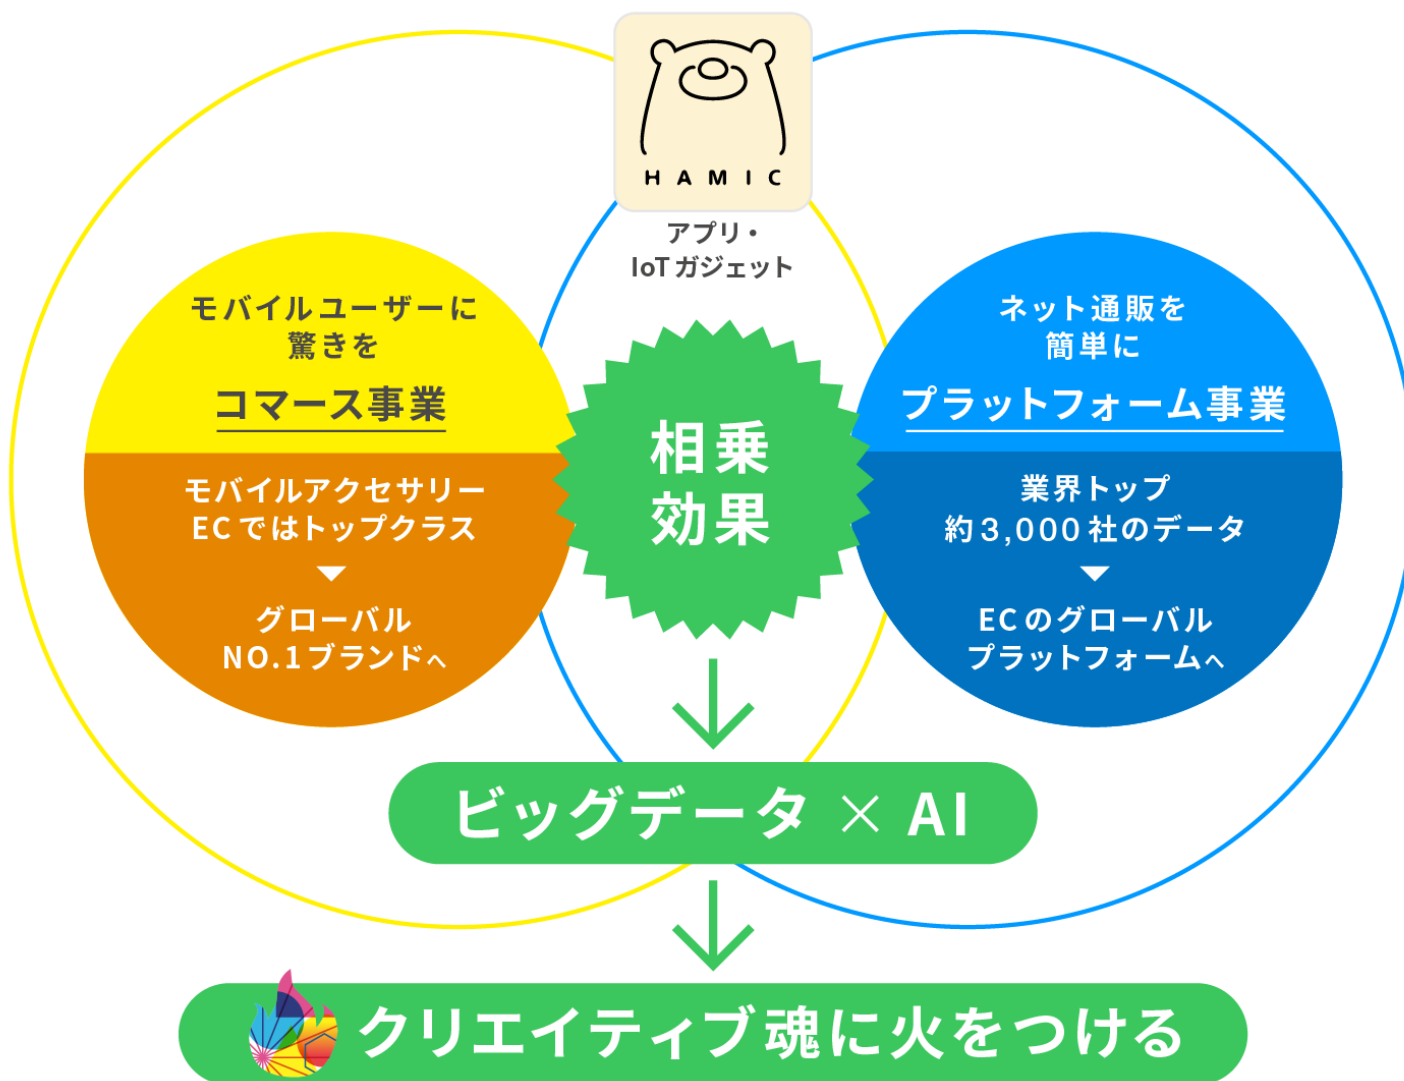 HAMIC
アプリ・
IoTガジェット
モバイルユーザーに
驚きを
コマース事業
モバイルアクセサリー
ECではトップクラス
グローバル
NO.1ブランドへ
相乗
効果
ネット通販を
簡単に
プラットフォーム事業
業界トップ
約3,000社のデータ
ECのグローバル
プラットフォームへ
ビッグデータ × AI
クリエイティブ魂に火をつける